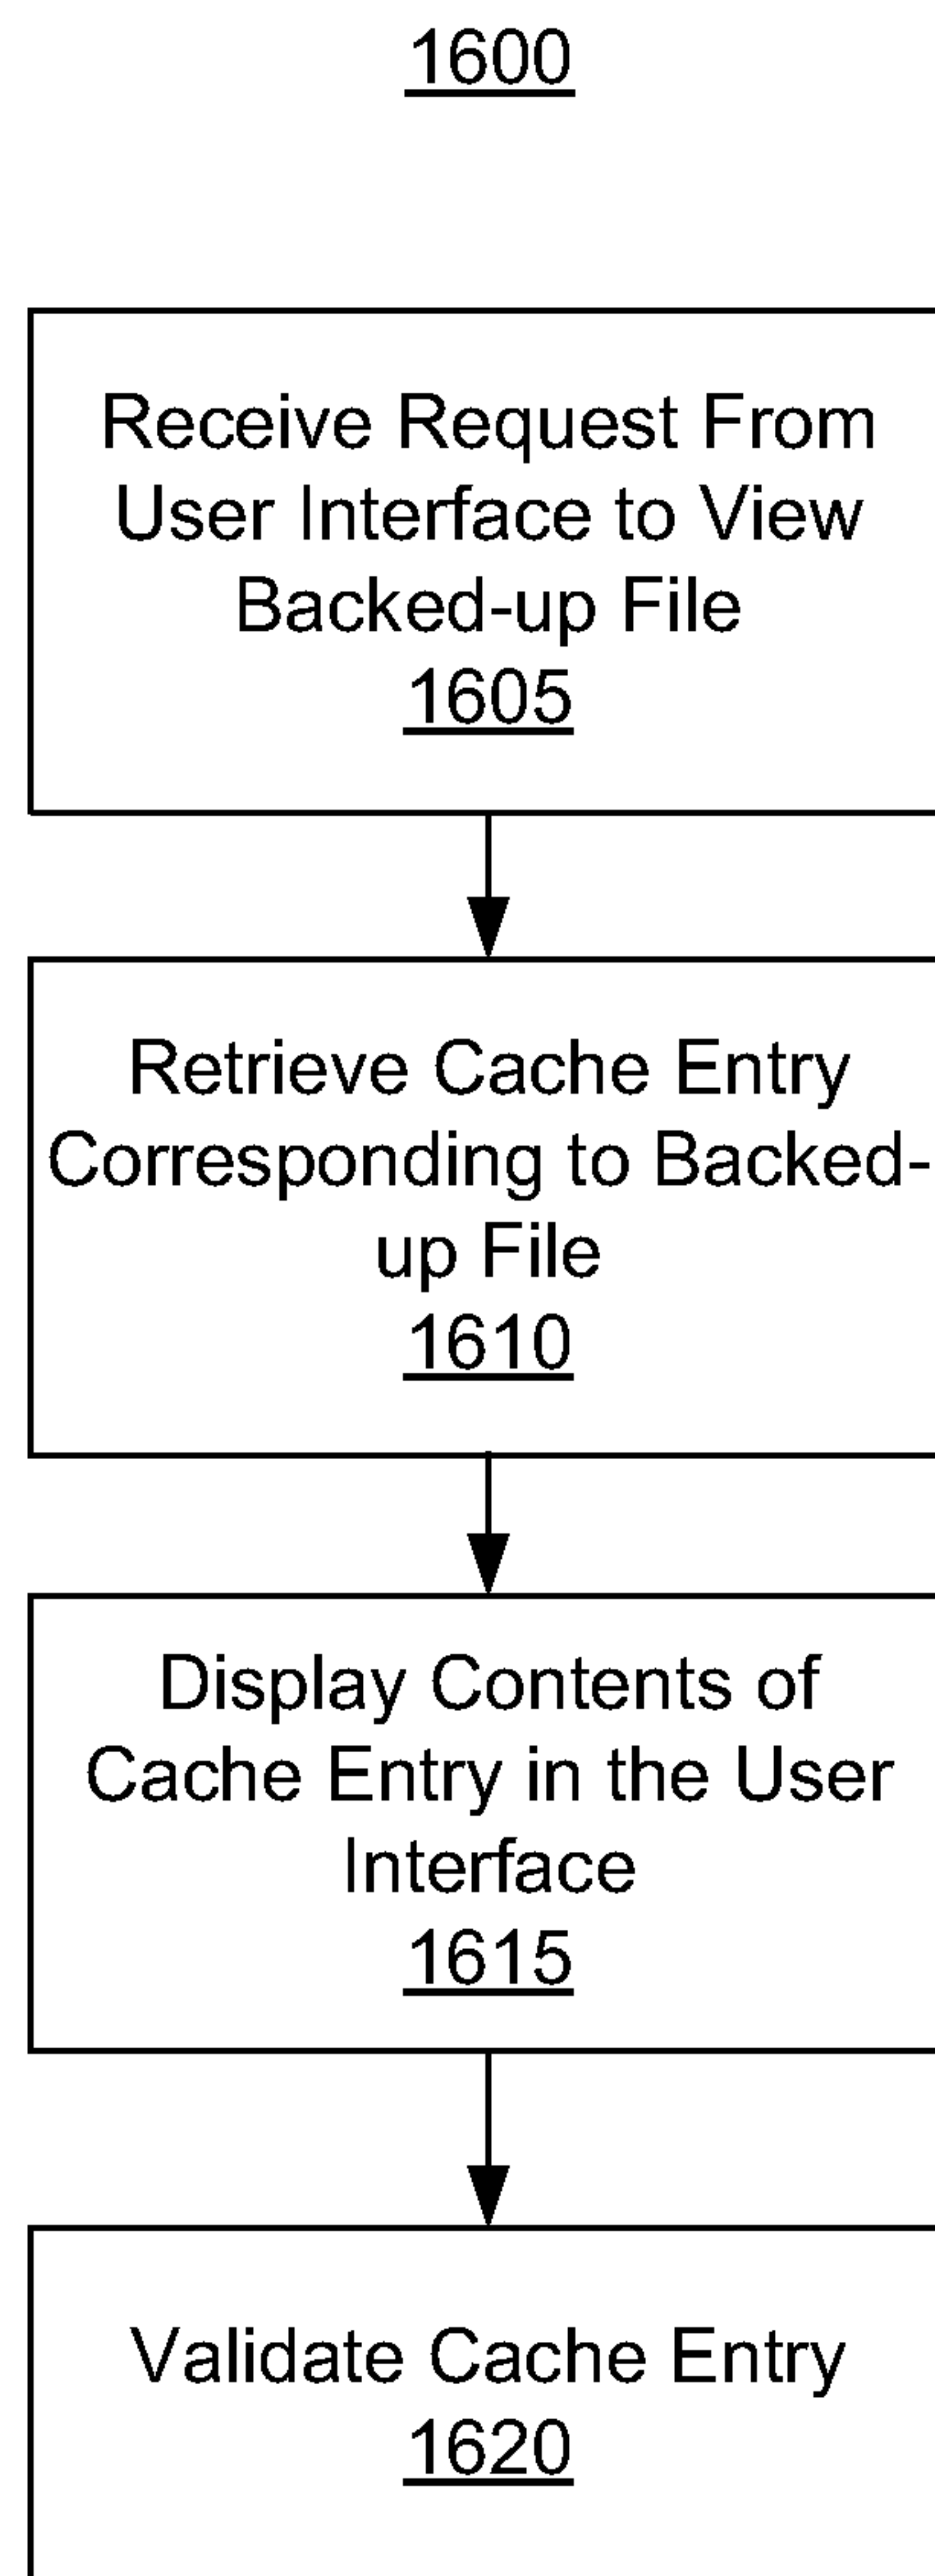 1600
Receive Request From
User Interface to View
Backed-up File
1605
Retrieve Cache Entry
Corresponding to Backed-
up File
1610
Display Contents of
Cache Entry in the User
Interface
1615
Validate Cache Entry
1620